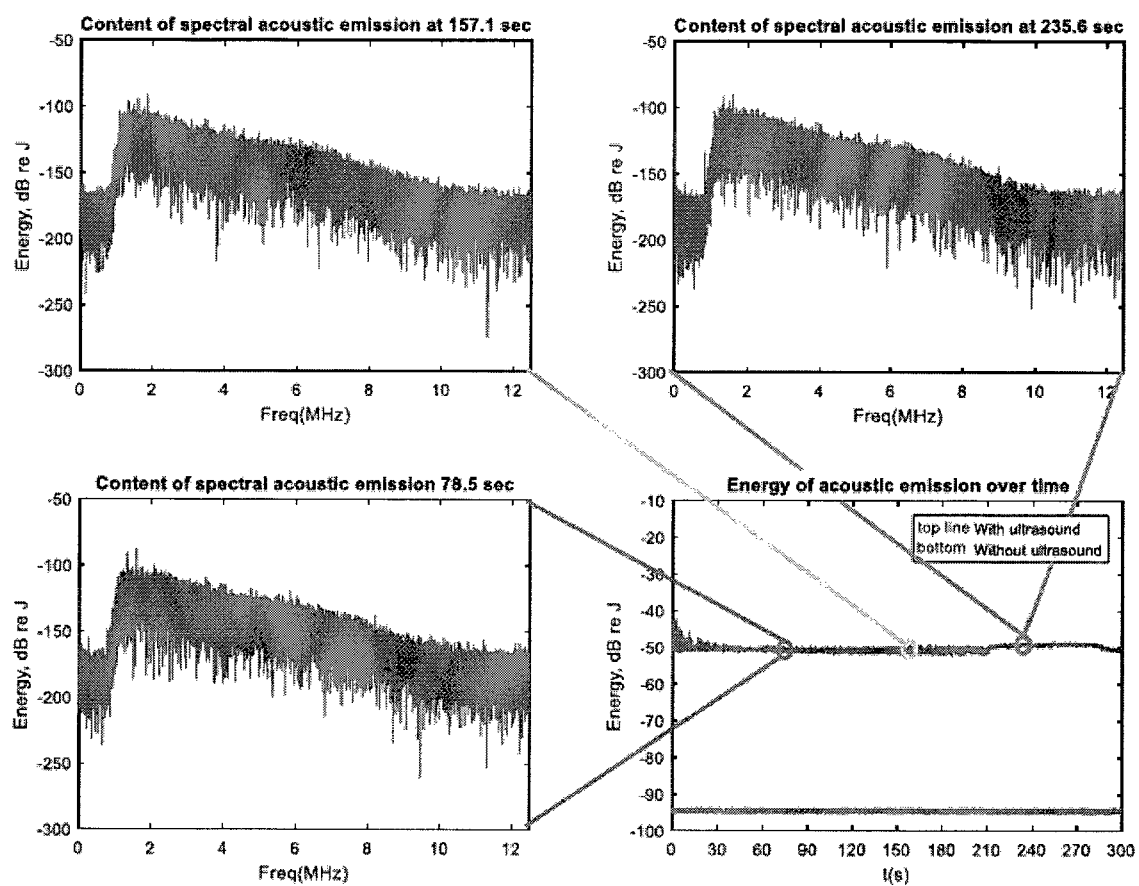 Content of spectral acoustic emission at 157.1 sec
-50
-100
-150
-200
-250
-300
Energy, dB re J
0 2 4 6 8 10 12
Freq(MHz)
Content of spectral acoustic emission at 235.6 sec
-50
-100
-150
-200
-250
-300
Energy, dB re J
0 2 4 6 8 10 12
Freq(MHz)
Content of spectral acoustic emission 78.5 sec
-50
-100
-150
-200
-250
-300
Energy, dB re J
0 2 4 6 8 10 12
Freq(MHz)
Energy of acoustic emission over time
-10
-20
-30
-40
-50
-60
-70
-80
-90
-100
Energy, dB re J
top line With ultrasound
bottom Without ultrasound
0 30 60 90 120 150 180 210 240 270 300
t(s)